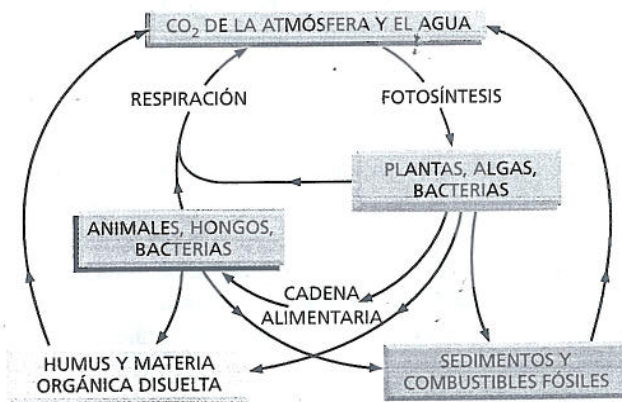 CO₂ DE LA ATMÓSFERA Y EL AGUA
RESPIRACIÓN
FOTOSÍNTESIS
PLANTAS, ALGAS,
BACTERIAS
ANIMALES, HONGOS,
BACTERIAS
CADENA
ALIMENTARIA
HUMUS Y MATERIA
ORGÁNICA DISUELTA
SEDIMENTOS Y
COMBUSTIBLES FÓSILES